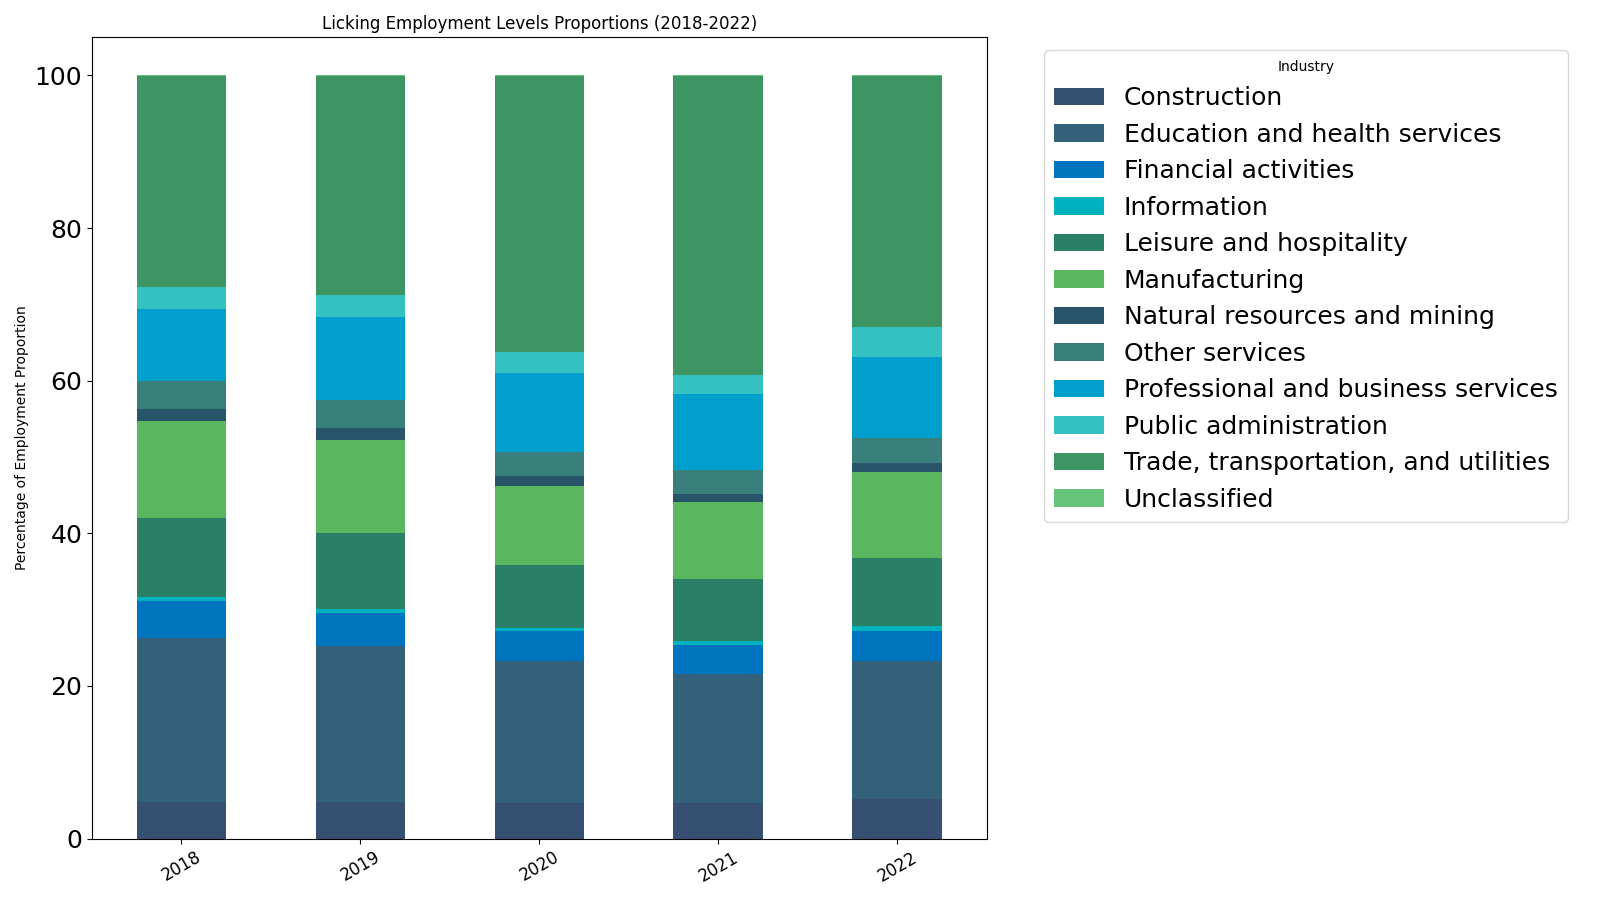 Licking Employment Levels Proportions (2018-2022)
Percentage of Employment Proportion
100
80
60
40
20
0
2018
2019
2020
2021
2022
Industry
Construction
Education and health services
Financial activities
Information
Leisure and hospitality
Manufacturing
Natural resources and mining
Other services
Professional and business services
Public administration
Trade, transportation, and utilities
Unclassified